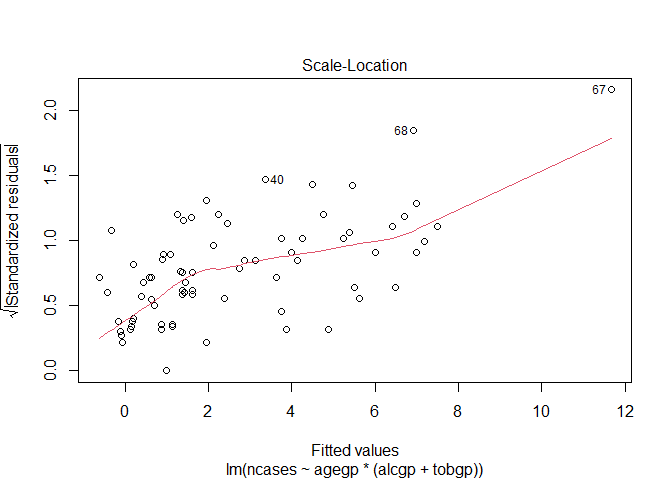 Scale-Location
√|Standardized residuals|
2.0
1.5
1.0
0.5
0.0
67
68
40
0 2 4 6 8 10 12
Fitted values
lm(ncases ~ agegp * (alcgp + tobgp))